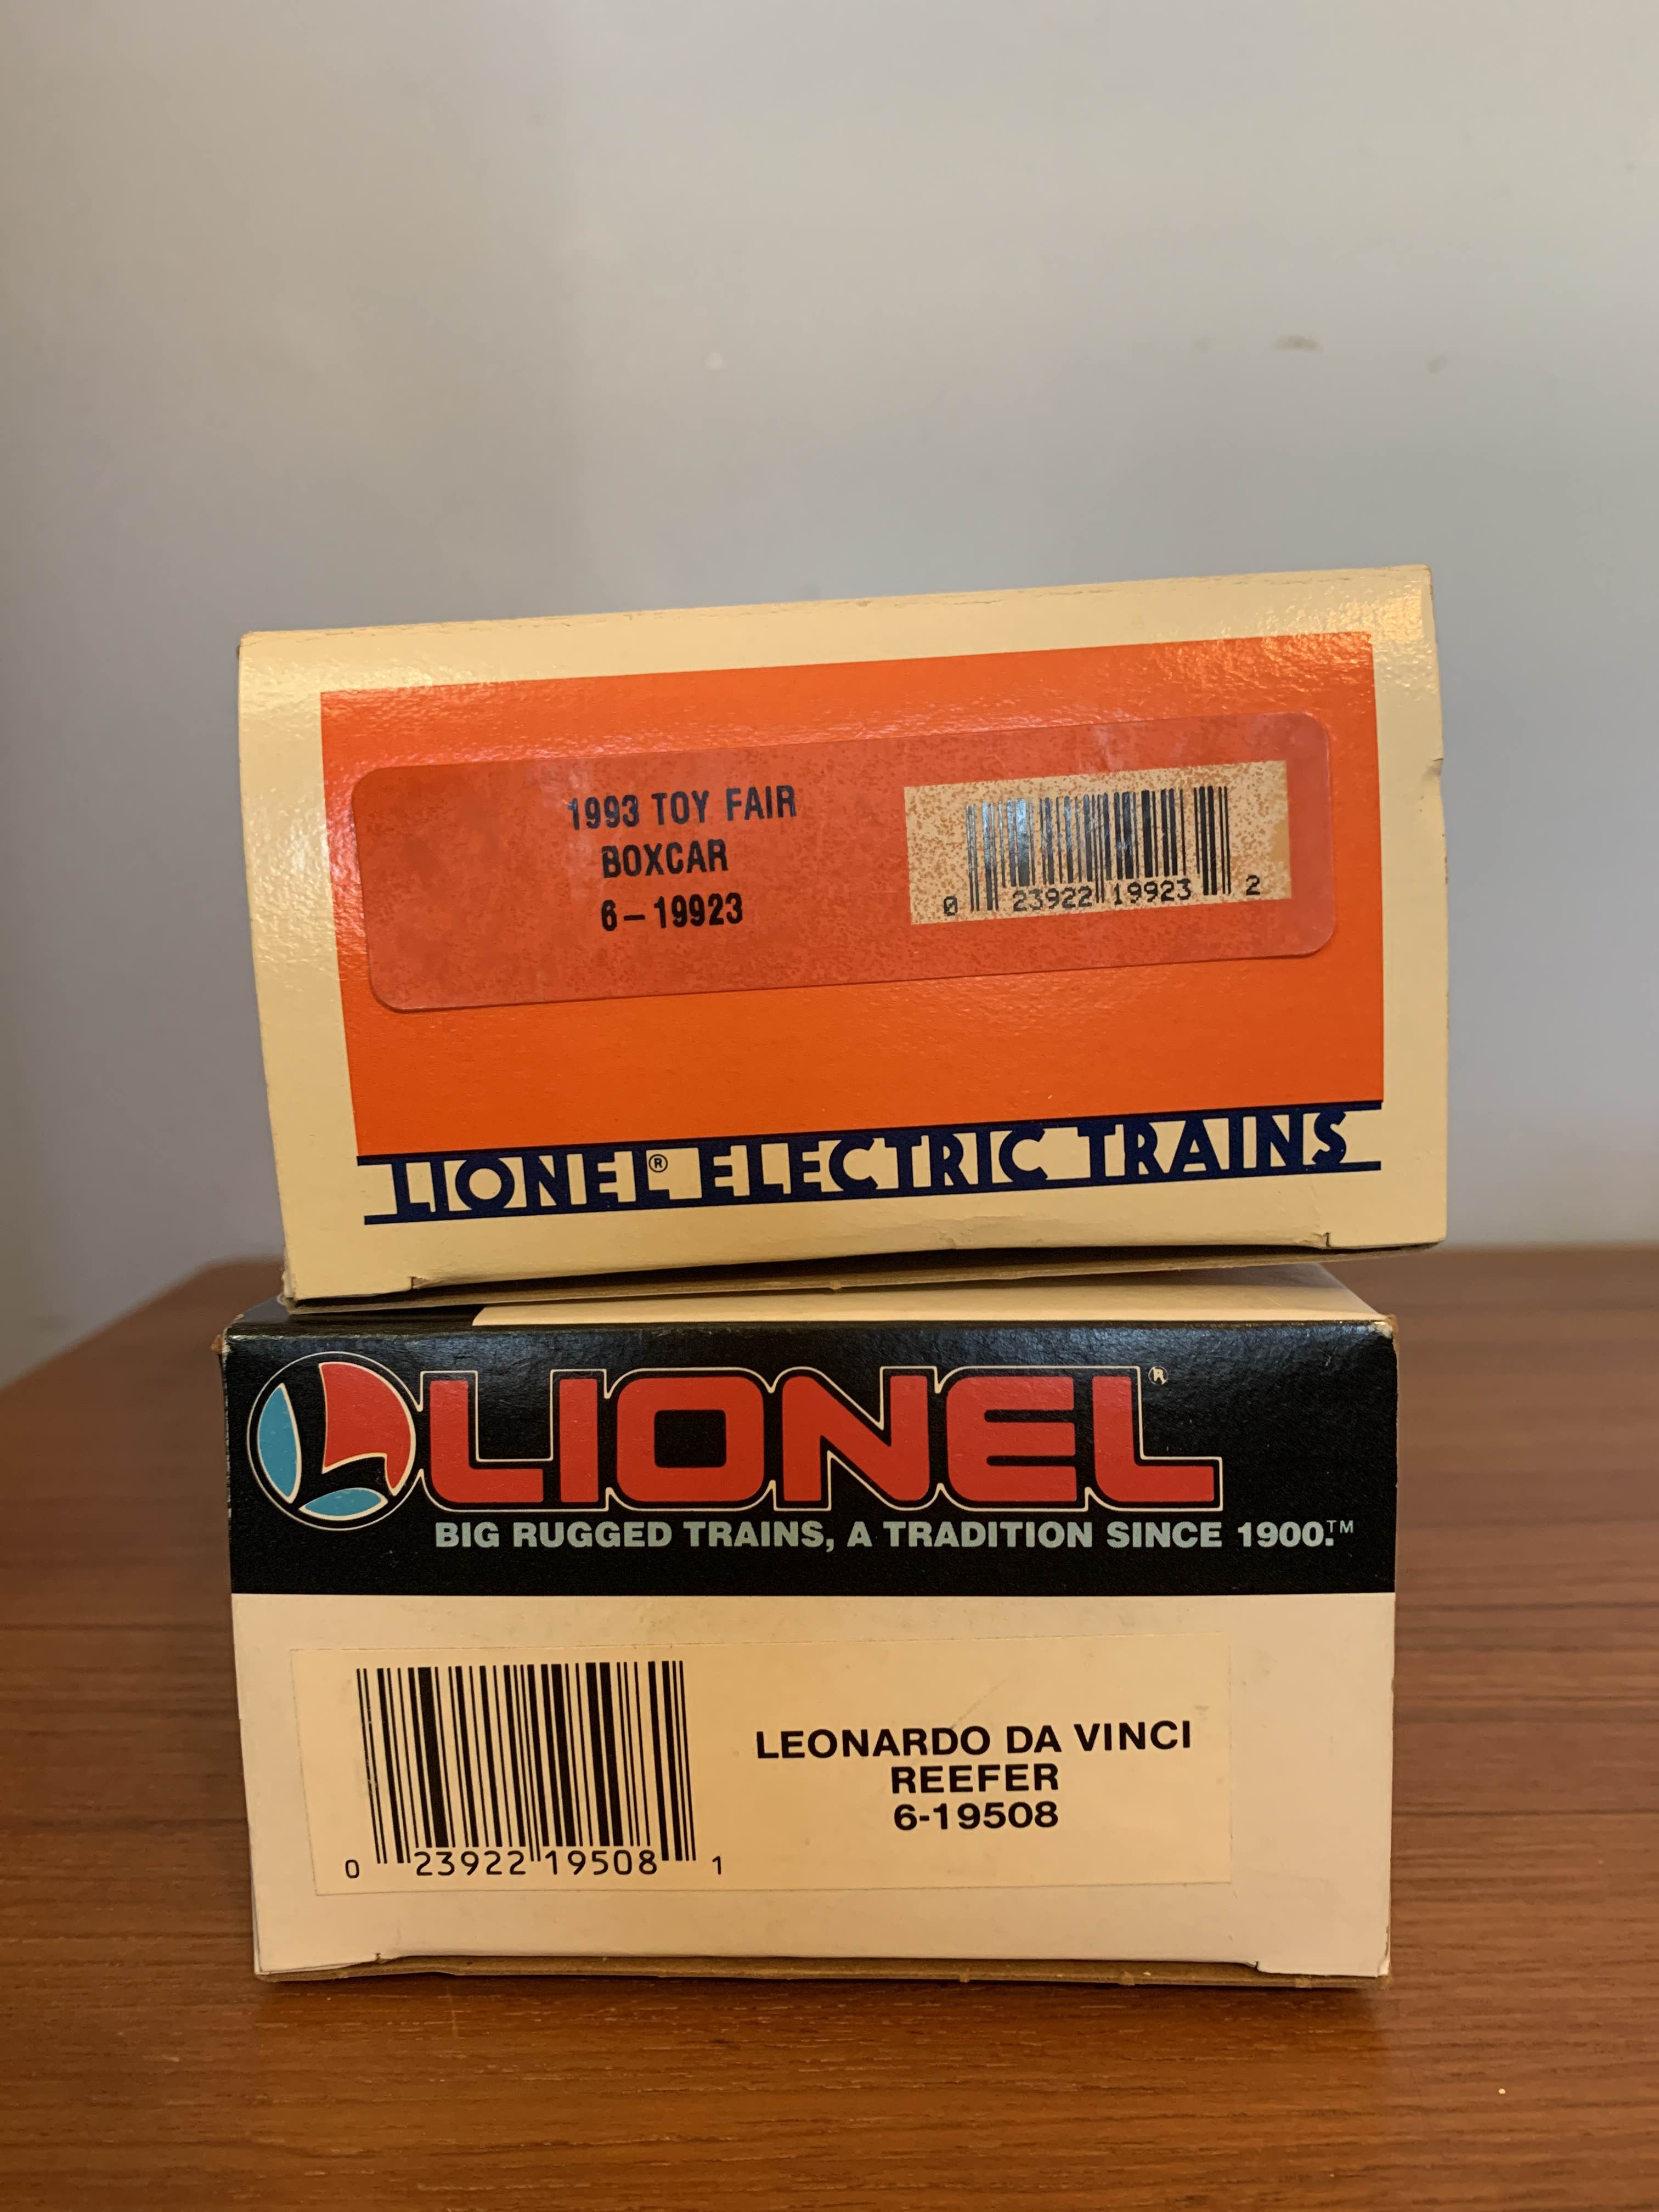 1993 TOY FAIR
BOXCAR
6-19923
0 23922 19923 2
LIONEL® ELECTRIC TRAINS
LIONEL®
BIG RUGGED TRAINS, A TRADITION SINCE 1900.™
0 23922 19508 1
LEONARDO DA VINCI
REEFER
6-19508